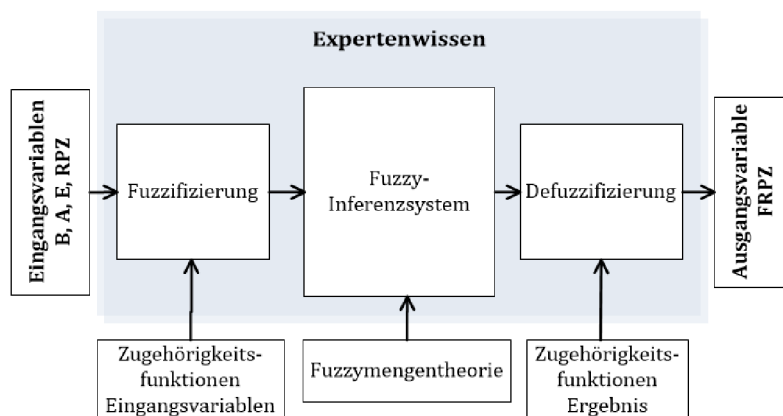 Expertenwissen
Eingangsvariablen
B, A, E, RPZ
Fuzzifizierung
Fuzzy-
Inferenzsystem
Defuzzifizierung
Ausgangsvariable
FRPZ
Zugehörigkeits-
funktionen
Eingangsvariablen
Fuzzymengentheorie
Zugehörigkeits-
funktionen
Ergebnis